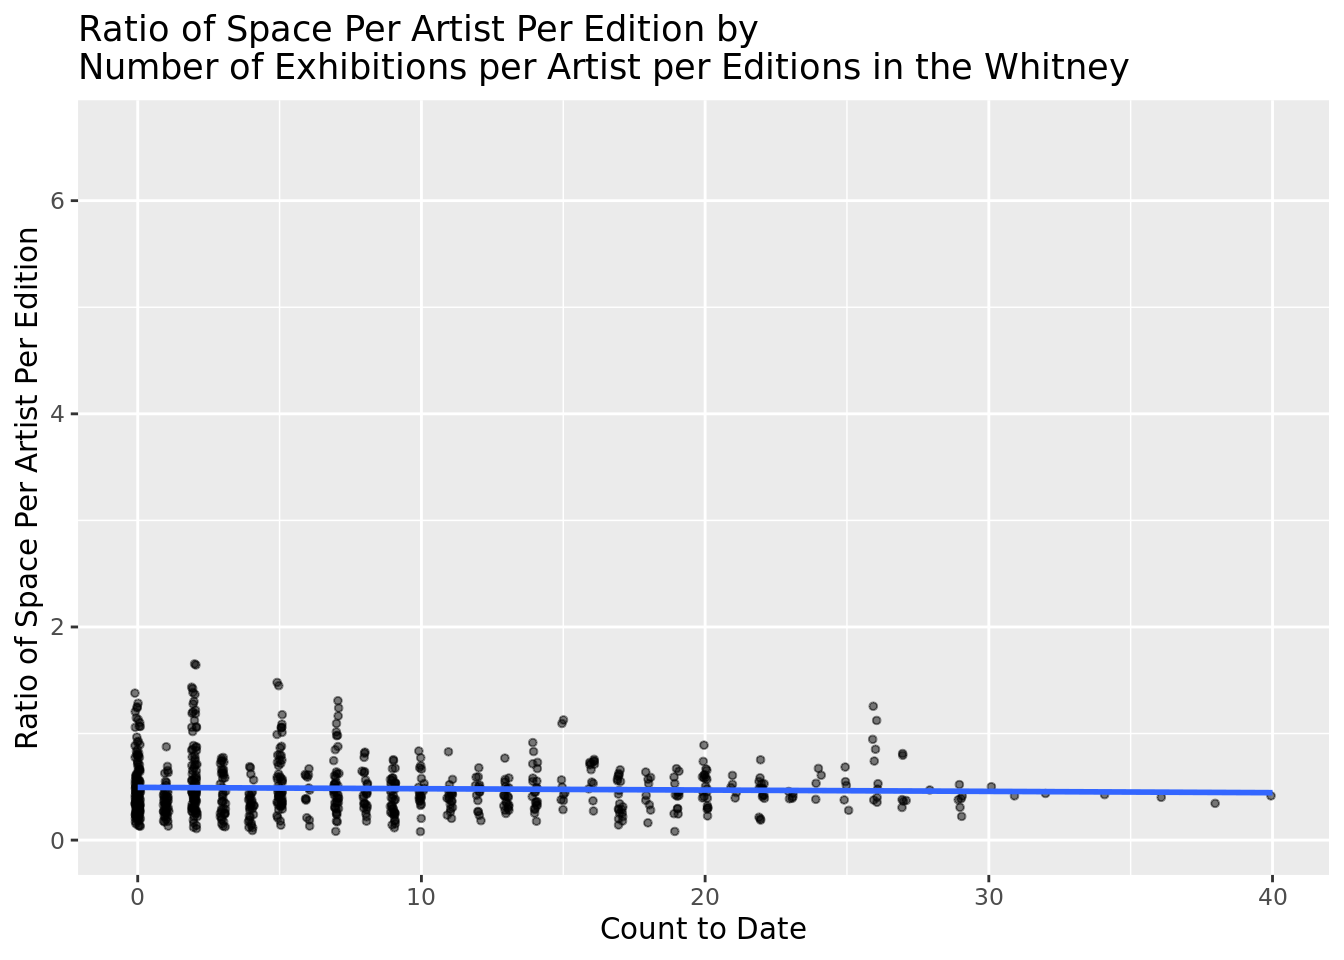 Ratio of Space Per Artist Per Edition by
Number of Exhibitions per Artist per Editions in the Whitney
Ratio of Space Per Artist Per Edition
6
4
2
0
0 10 20 30 40
Count to Date